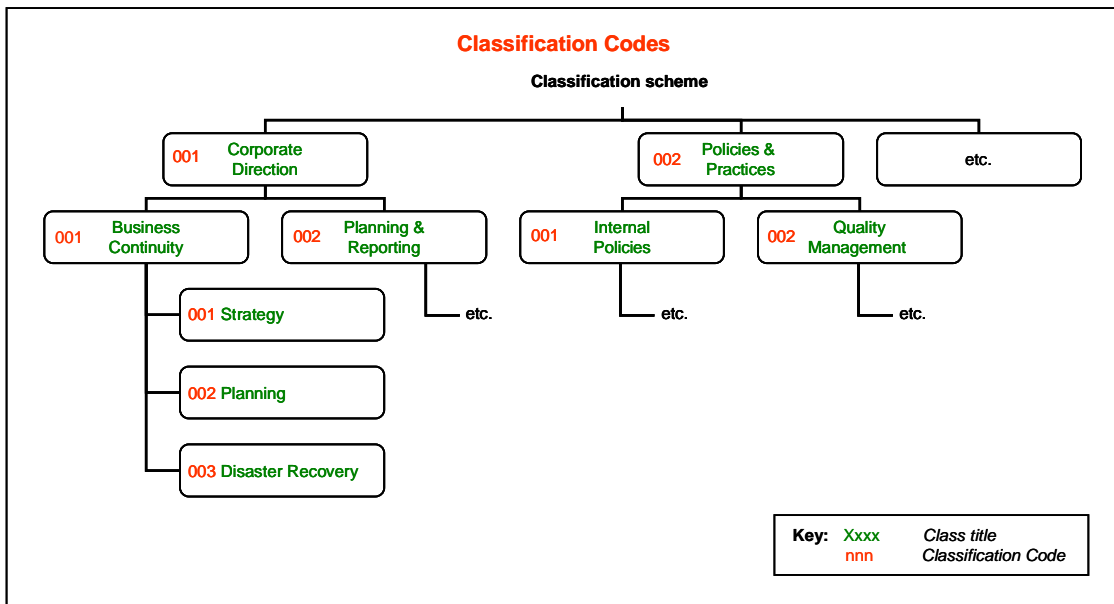 Classification Codes
Classification scheme
001 Corporate
Direction
002 Policies &
Practices
etc.
001 Business
Continuity
002 Planning &
Reporting
001 Internal
Policies
002 Quality
Management
001 Strategy
etc.
etc.
etc.
002 Planning
003 Disaster Recovery
Key: Xxxx Class title
nnn Classification Code